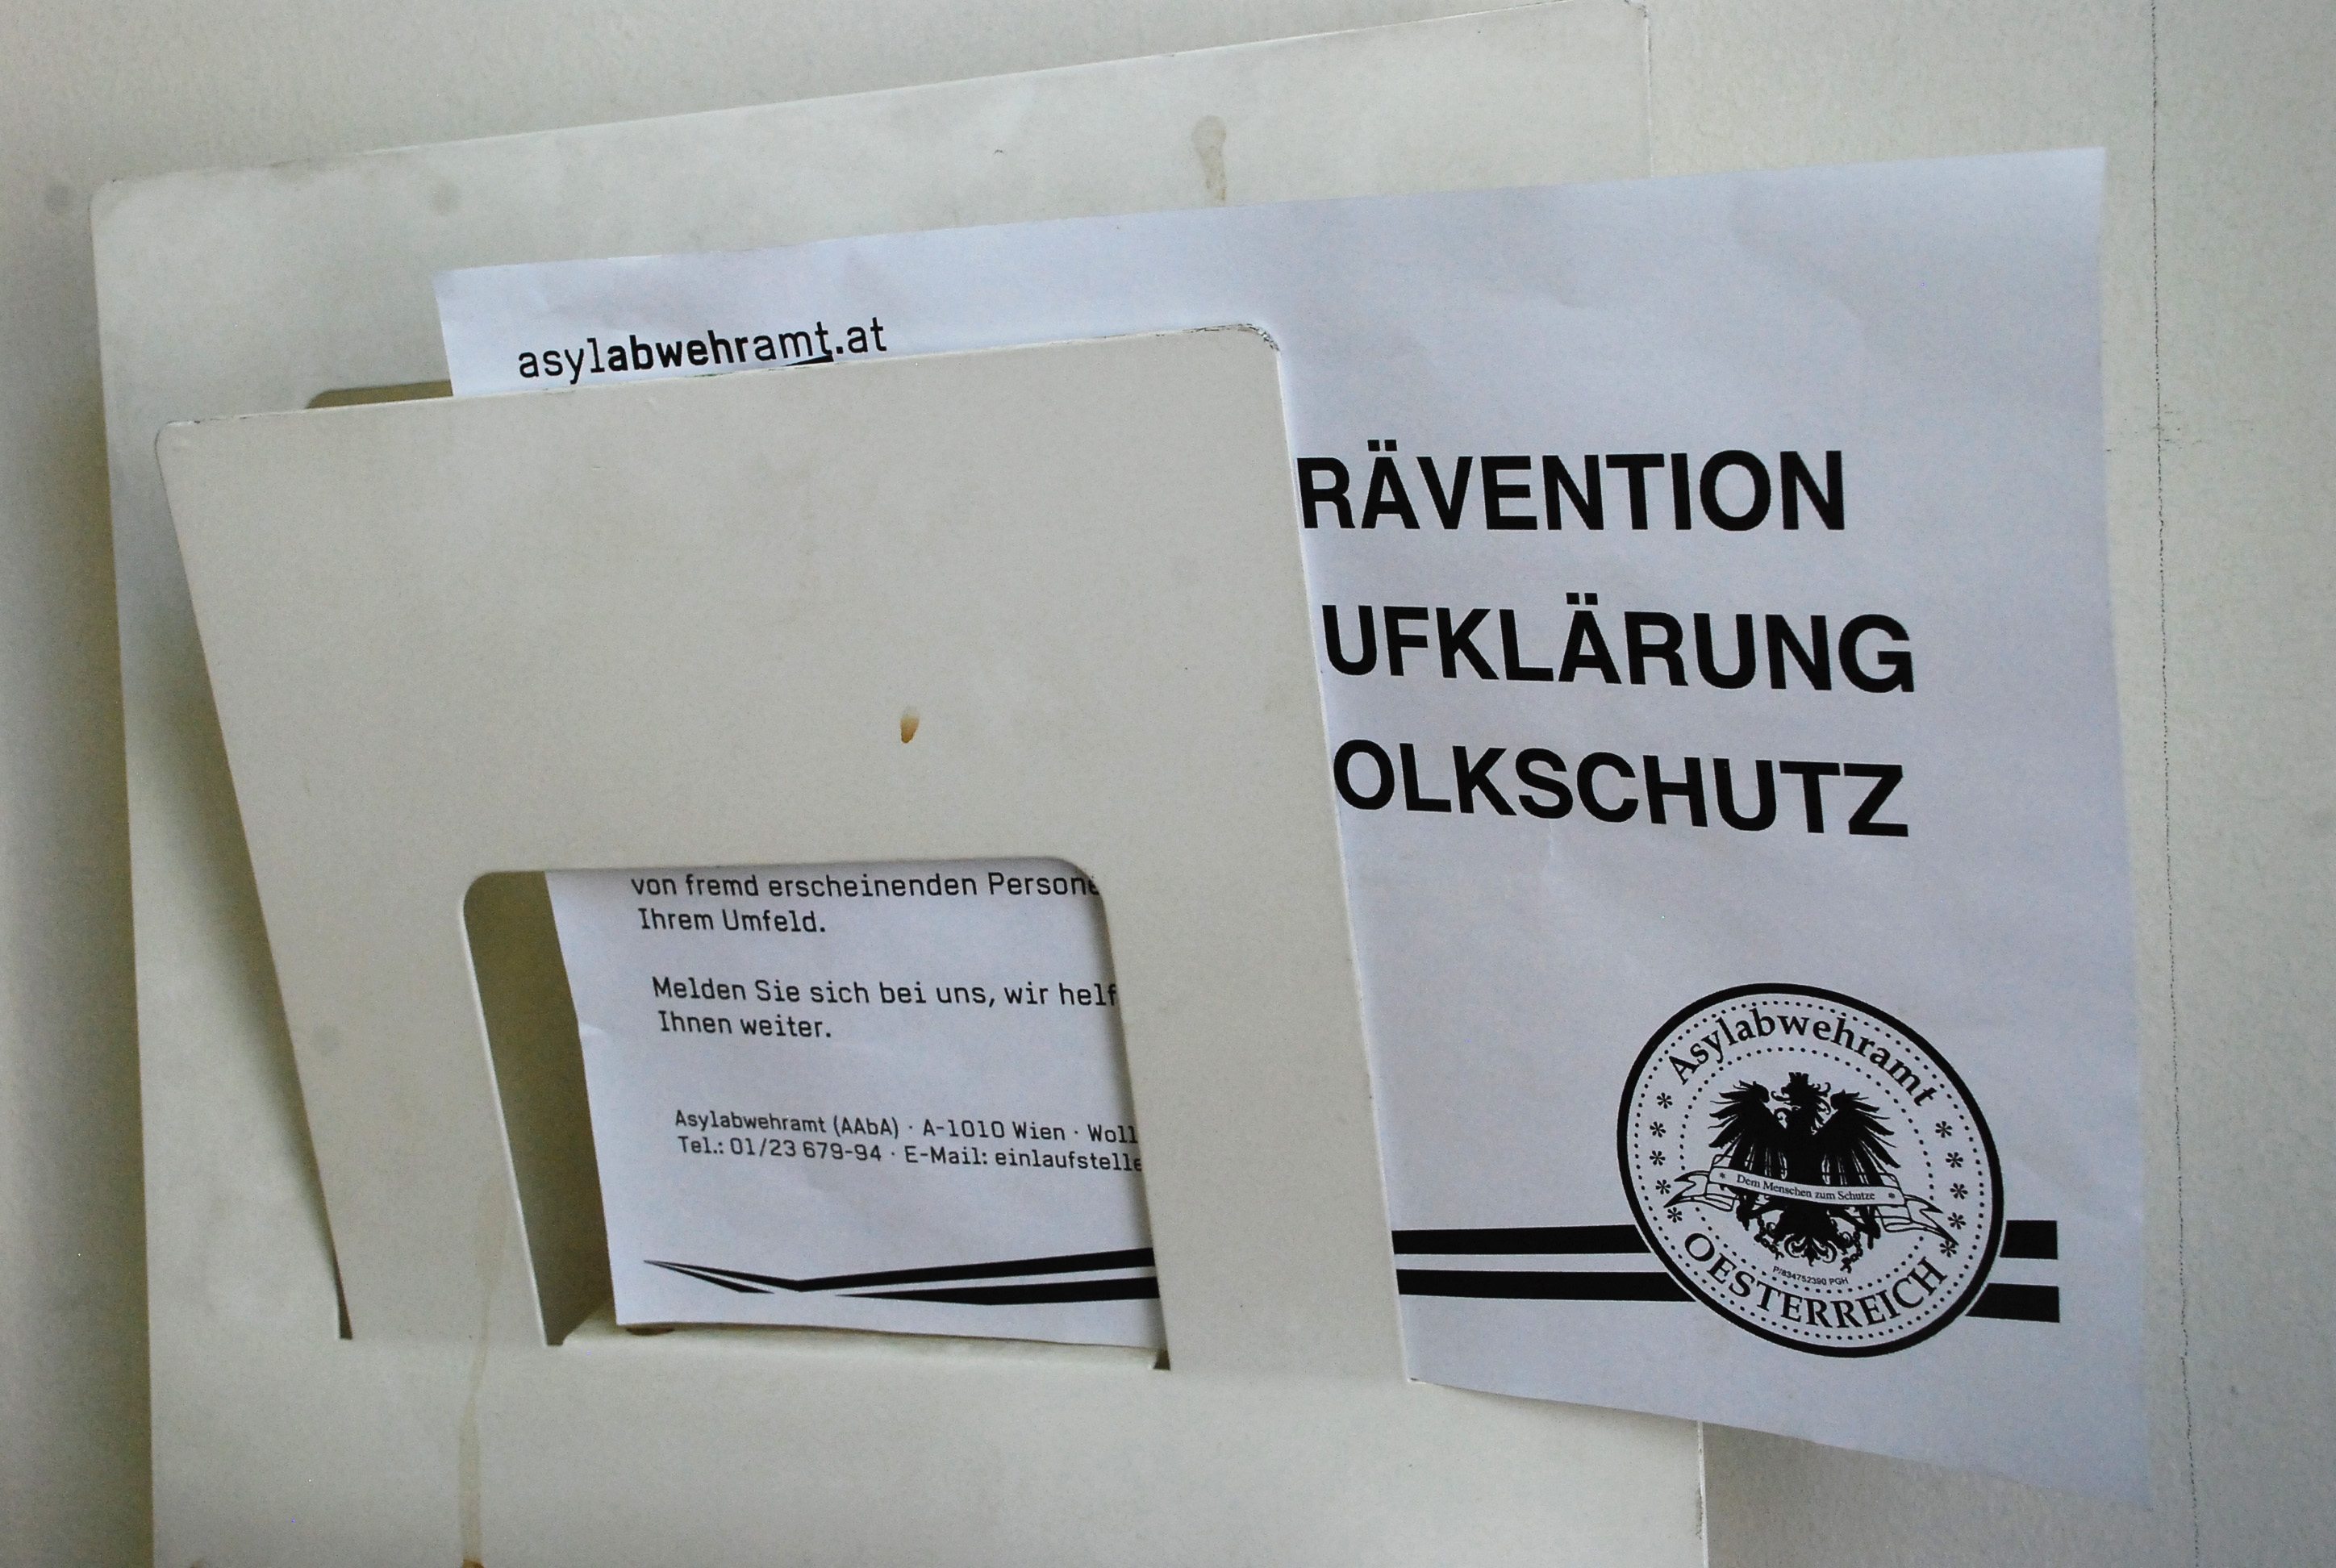 asylabwehramt.at
RÄVENTION
UFKLÄRUNG
OLKSCHUTZ
von fremd erscheinenden Persone
Ihrem Umfeld.
Melden Sie sich bei uns, wir helf
Ihnen weiter.
Asylabwehramt (AAbA) · A-1010 Wien · Woll
Tel.: 01/23 679-94 · E-Mail: einlaufstelle
Asylabwehramt
Dem Menschen zum Schutze
P/834752390 PGH
OESTERREICH